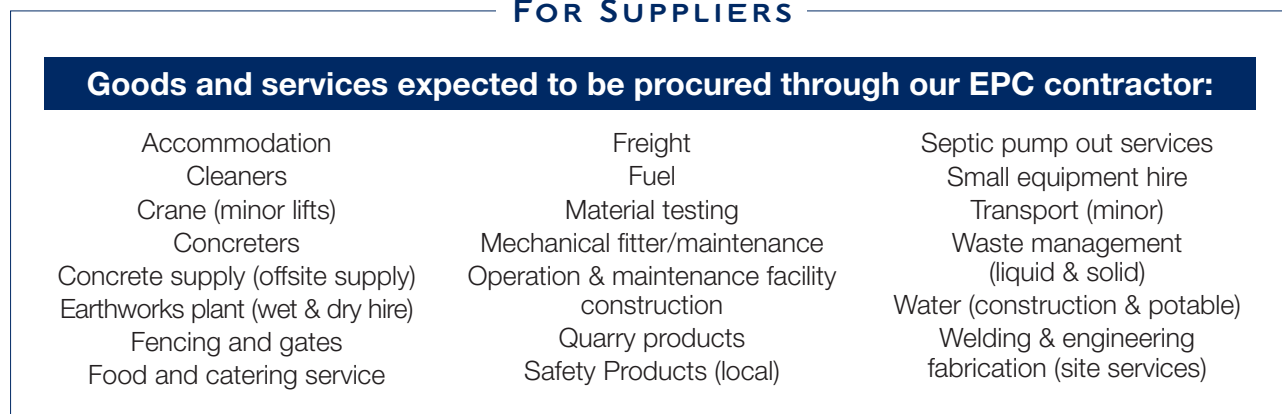 FOR SUPPLIERS
Goods and services expected to be procured through our EPC contractor:
Accommodation
Cleaners
Crane (minor lifts)
Concreters
Concrete supply (offsite supply)
Earthworks plant (wet & dry hire)
Fencing and gates
Food and catering service
Freight
Fuel
Material testing
Mechanical fitter/maintenance
Operation & maintenance facility
construction
Quarry products
Safety Products (local)
Septic pump out services
Small equipment hire
Transport (minor)
Waste management
(liquid & solid)
Water (construction & potable)
Welding & engineering
fabrication (site services)